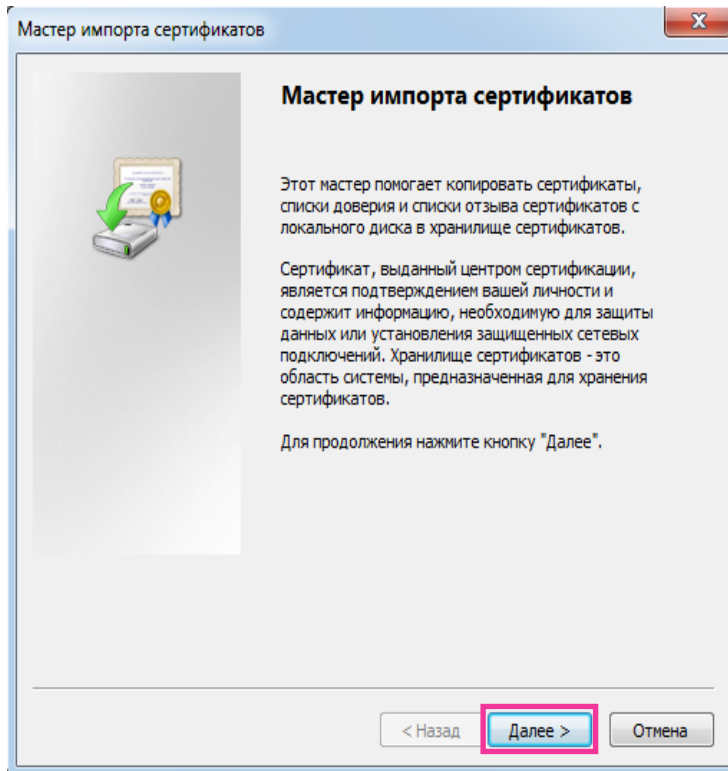 Мастер импорта сертификатов
Мастер импорта сертификатов
Этот мастер помогает копировать сертификаты,
списки доверия и списки отзыва сертификатов с
локального диска в хранилище сертификатов.
Сертификат, выданный центром сертификации,
является подтверждением вашей личности и
содержит информацию, необходимую для защиты
данных или установления защищенных сетевых
подключений. Хранилище сертификатов - это
область системы, предназначенная для хранения
сертификатов.
Для продолжения нажмите кнопку "Далее".
< Назад
Далее >
Отмена